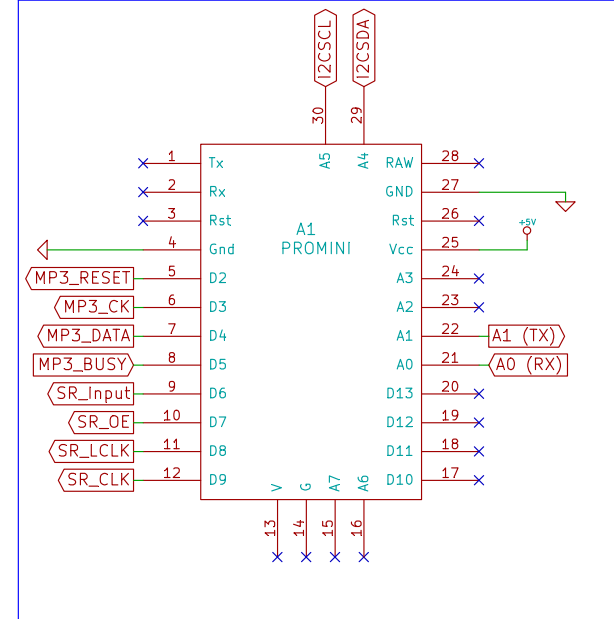 I2CSCL
I2CSDA
30
29
A5
A4
1 Tx
RAW 28
2 Rx
GND 27
3 Rst
Rst 26
+5V
A1
PROMINI
4 Gnd
Vcc 25
MP3_RESET 5 D2
A3 24
MP3_CK 6 D3
A2 23
MP3_DATA 7 D4
A1 22 A1 (TX)
MP3_BUSY 8 D5
A0 21 A0 (RX)
SR_Input 9 D6
D13 20
SR_OE 10 D7
D12 19
SR_LCLK 11 D8
D11 18
SR_CLK 12 D9
D10 17
V
G
A7
A6
13
14
15
16